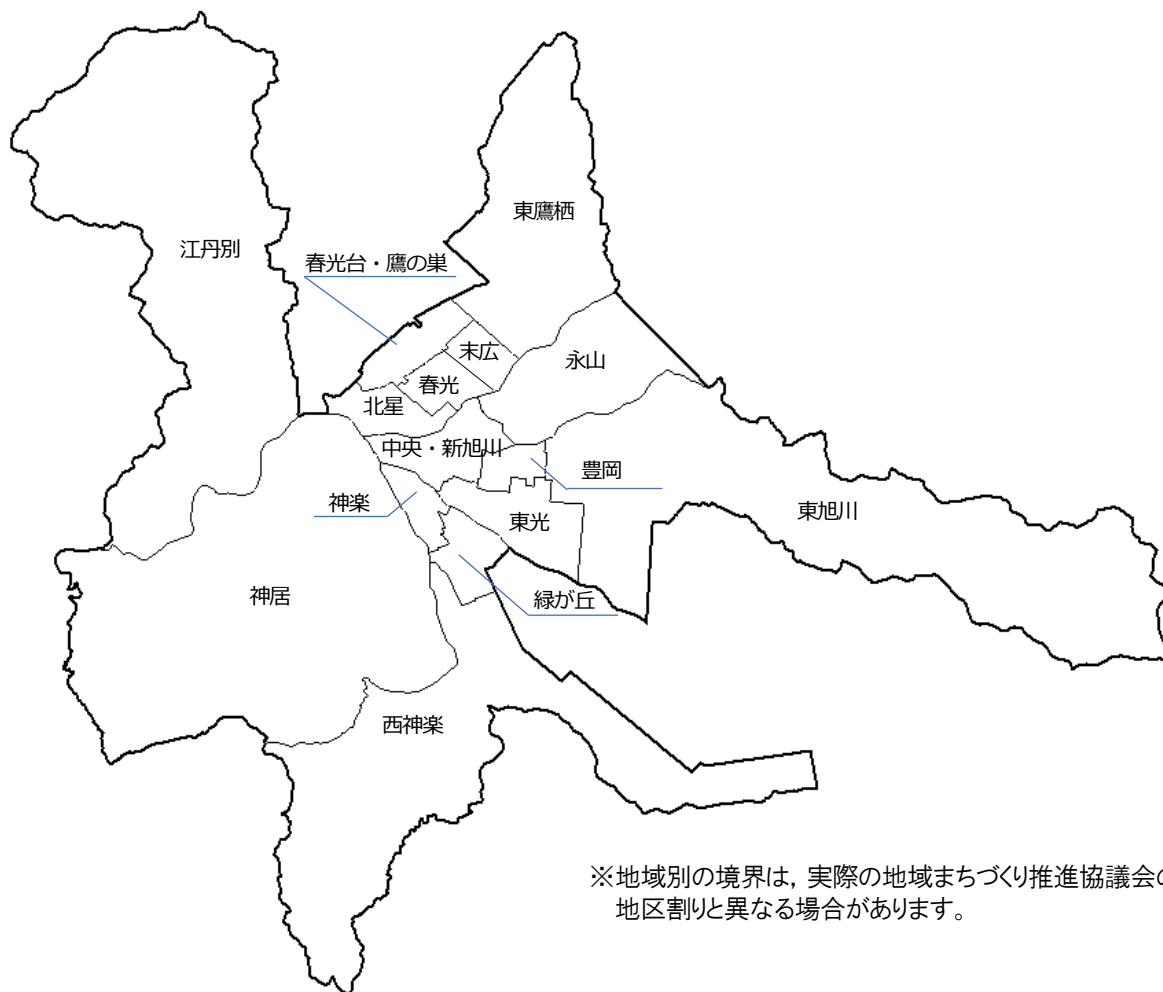 東鷹栖
江丹別
春光台・鷹の巣
末広
永山
春光
北星
中央・新旭川
豊岡
神楽
東光
東旭川
神居
緑が丘
西神楽
※地域別の境界は，実際の地域まちづくり推進協議会の
地区割りと異なる場合があります。